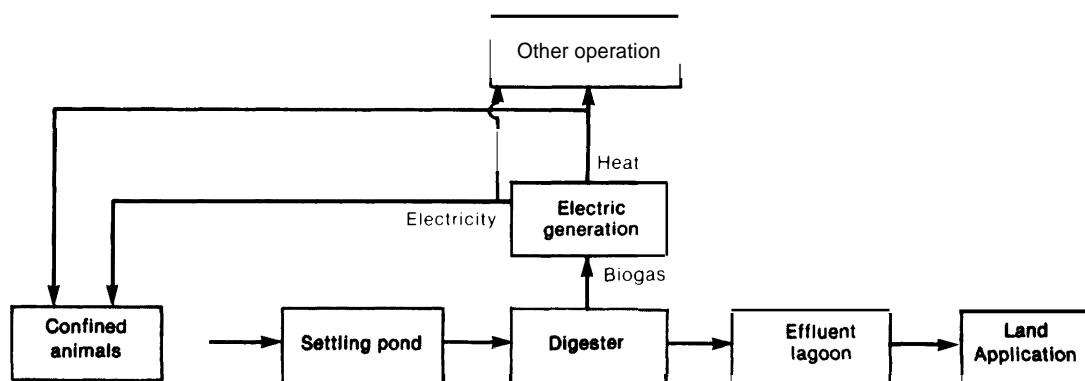 Other operation
Heat
Electricity
Electric
generation
Biogas
Confined
animals
Settling pond
Digester
Effluent
lagoon
Land
Application